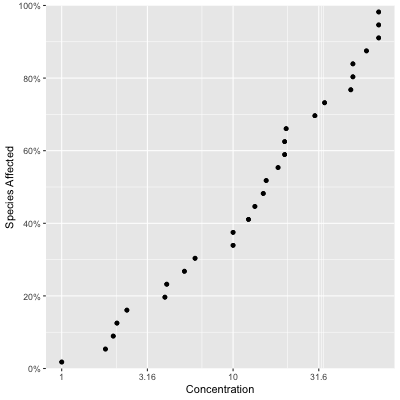 100%
80%
60%
40%
20%
0%
Species Affected
1 3.16 10 31.6
Concentration